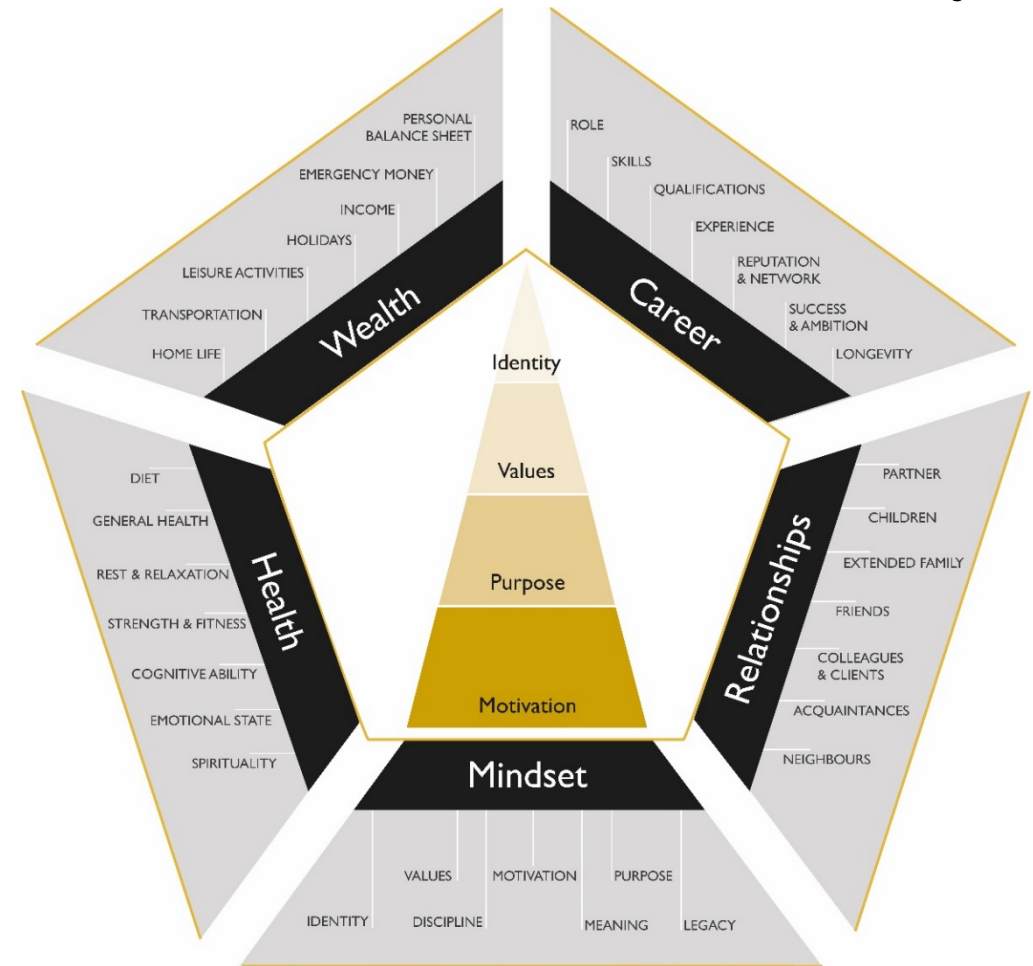 PERSONAL
BALANCE SHEET
EMERGENCY MONEY
INCOME
HOLIDAYS
LEISURE ACTIVITIES
TRANSPORTATION
HOME LIFE
Wealth
ROLE
SKILLS
QUALIFICATIONS
EXPERIENCE
REPUTATION
& NETWORK
SUCCESS
& AMBITION
LONGEVITY
Career
Identity
Values
Purpose
Motivation
DIET
GENERAL HEALTH
REST & RELAXATION
STRENGTH & FITNESS
COGNITIVE ABILITY
EMOTIONAL STATE
SPIRITUALITY
Health
PARTNER
CHILDREN
EXTENDED FAMILY
FRIENDS
COLLEAGUES
& CLIENTS
ACQUAINTANCES
NEIGHBOURS
Relationships
Mindset
VALUES
MOTIVATION
PURPOSE
IDENTITY
DISCIPLINE
MEANING
LEGACY